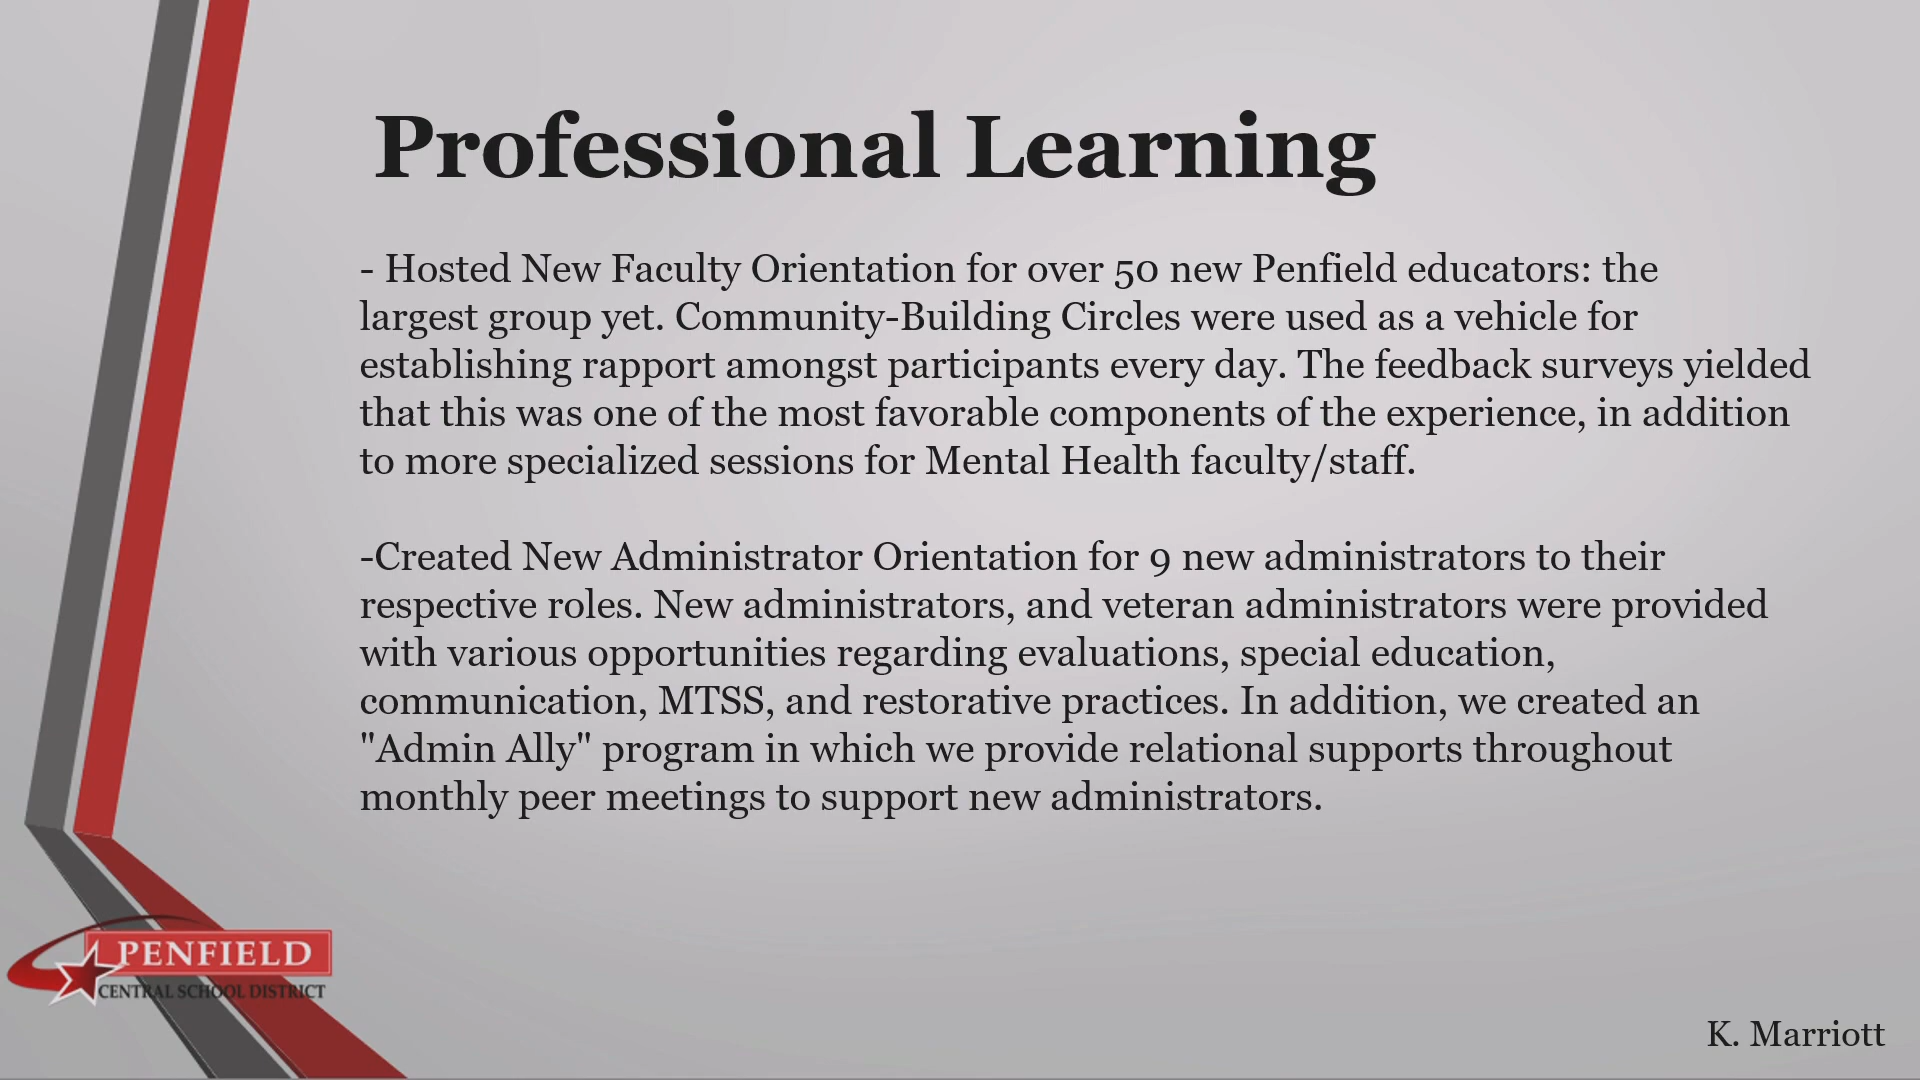 Professional Learning
- Hosted New Faculty Orientation for over 50 new Penfield educators: the
largest group yet. Community-Building Circles were used as a vehicle for
establishing rapport amongst participants every day. The feedback surveys yielded
that this was one of the most favorable components of the experience, in addition
to more specialized sessions for Mental Health faculty/staff.
-Created New Administrator Orientation for 9 new administrators to their
respective roles. New administrators, and veteran administrators were provided
with various opportunities regarding evaluations, special education,
communication, MTSS, and restorative practices. In addition, we created an
"Admin Ally" program in which we provide relational supports throughout
monthly peer meetings to support new administrators.
PENFIELD
CENTRAL SCHOOL DISTRICT
K. Marriott